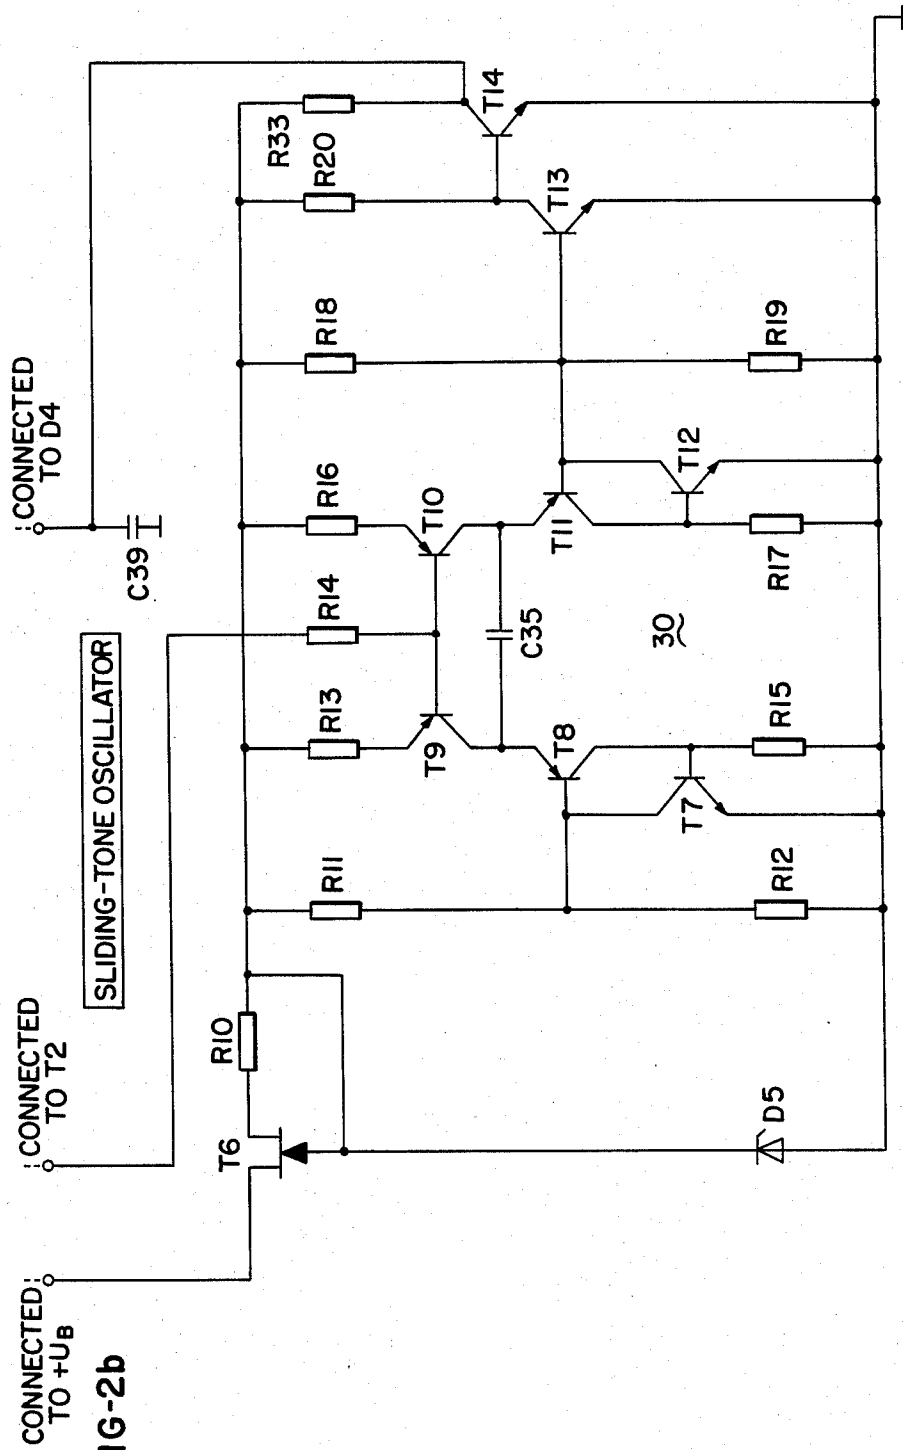 CONNECTED
TO +UB
CONNECTED
TO T2
CONNECTED
TO D4
IG-2b
SLIDING-TONE OSCILLATOR
C39
T6
R10
R11
R13
R14
R16
R18
R20
R33
T9
T10
C35
T8
T11
T13
T14
30
T7
T12
D5
R12
R15
R17
R19